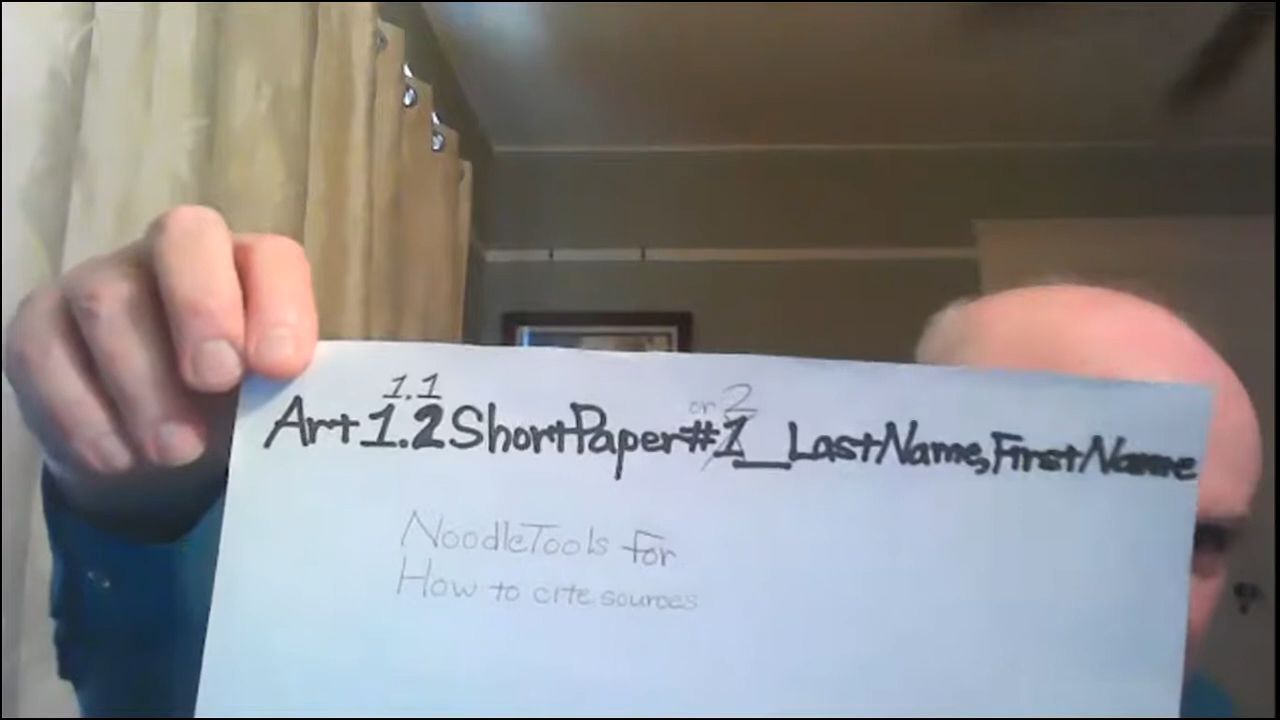 1.1
or 2
Art 1.2 ShortPaper#1_LastName,FirstName
NoodleTools for
How to cite sources